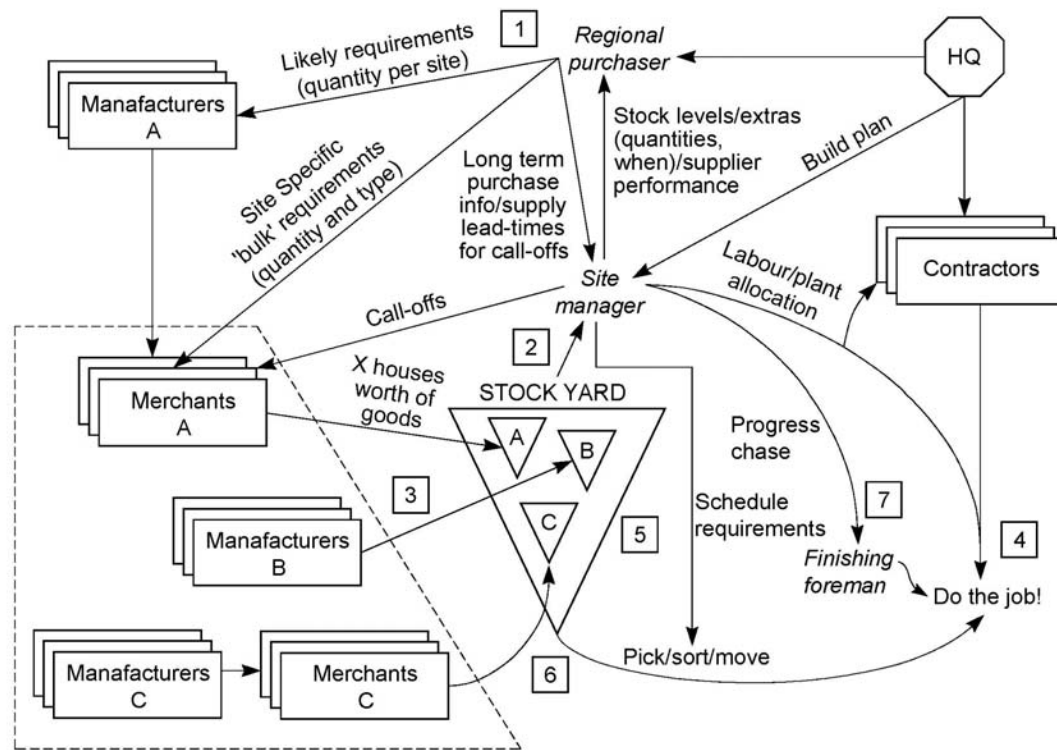 1
Likely requirements
(quantity per site)
Regional
purchaser
HQ
Manafacturers
A
Site Specific
'bulk' requirements
(quantity and type)
Long term
purchase
info/supply
lead-times
for call-offs
Stock levels/extras
(quantities,
when)/supplier
performance
Build plan
Contractors
Labour/plant
allocation
Site
manager
Call-offs
2
Merchants
A
X houses
worth of
goods
STOCK YARD
A
B
C
3
Manufacturers
B
5
Schedule
requirements
Progress
chase
7
4
Finishing
foreman
Do the job!
Manufacturers
C
Merchants
C
6
Pick/sort/move